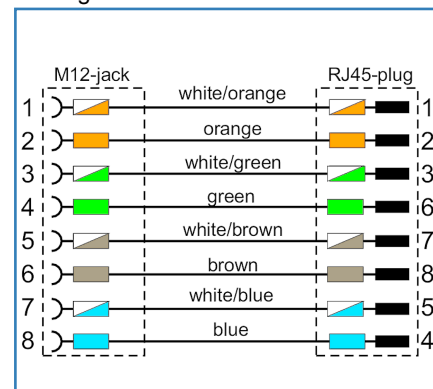 M12-jack RJ45-plug
1 white/orange 1
2 orange 2
3 white/green 3
4 green 6
5 white/brown 7
6 brown 8
7 white/blue 5
8 blue 4